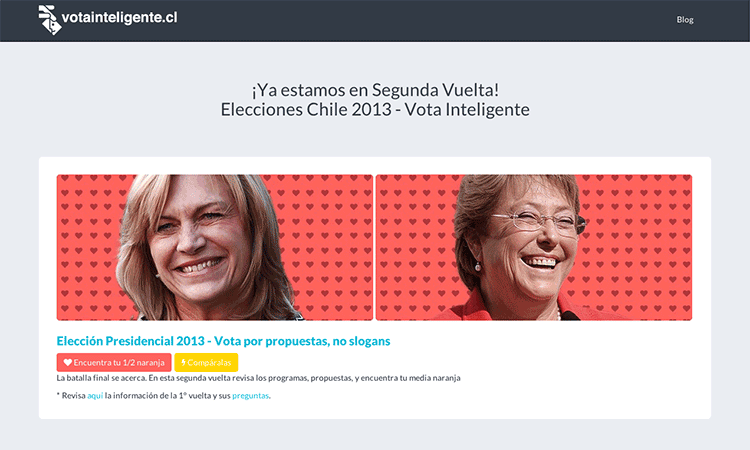 votainteligente.cl
Blog
¡Ya estamos en Segunda Vuelta!
Elecciones Chile 2013 - Vota Inteligente
Elección Presidencial 2013 - Vota por propuestas, no slogans
Encuentra tu 1/2 naranja
Compáralas
La batalla final se acerca. En esta segunda vuelta revisa los programas, propuestas, y encuentra tu media naranja
* Revisa aquí la información de la 1° vuelta y sus preguntas.